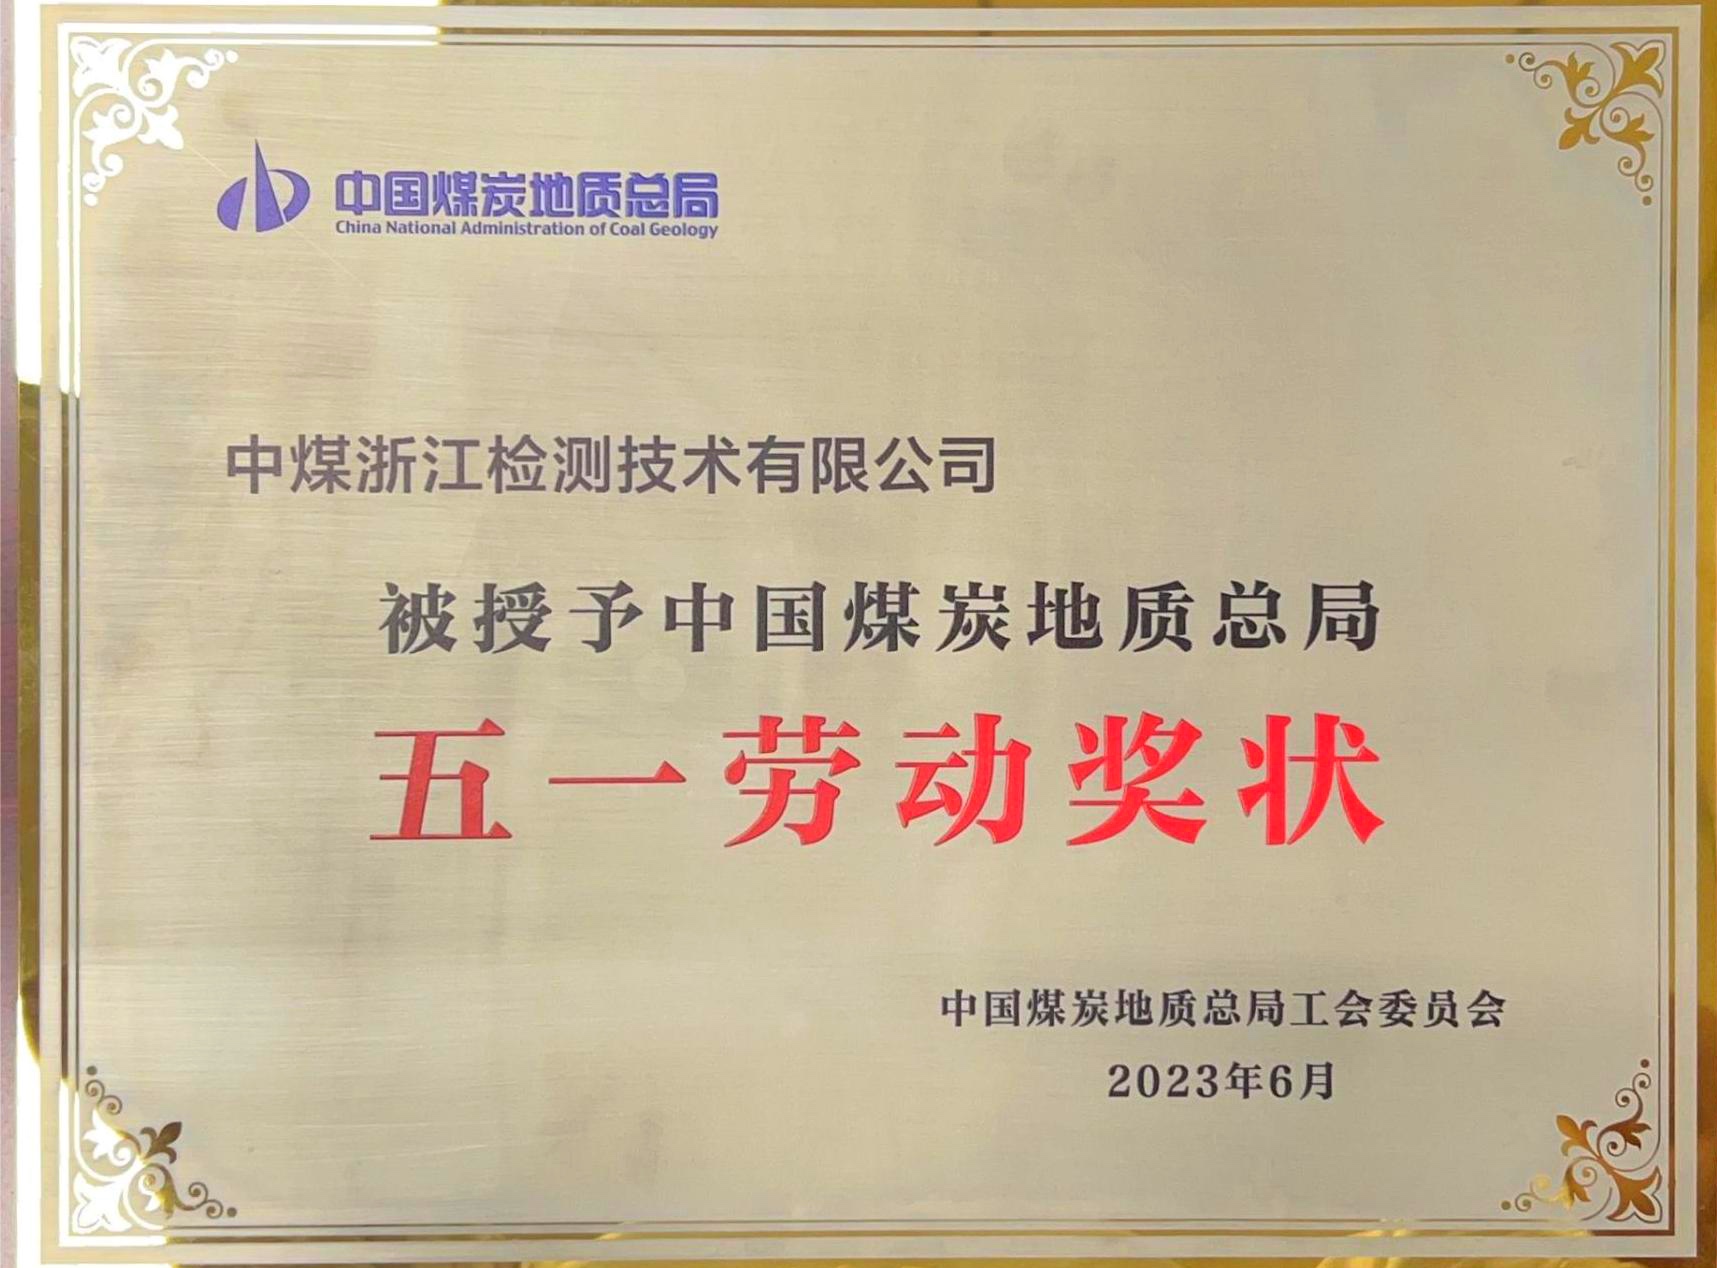 中国煤炭地质总局
China National Administration of Coal Geology
中煤浙江检测技术有限公司
被授予中国煤炭地质总局
五一劳动奖状
中国煤炭地质总局工会委员会
2023年6月